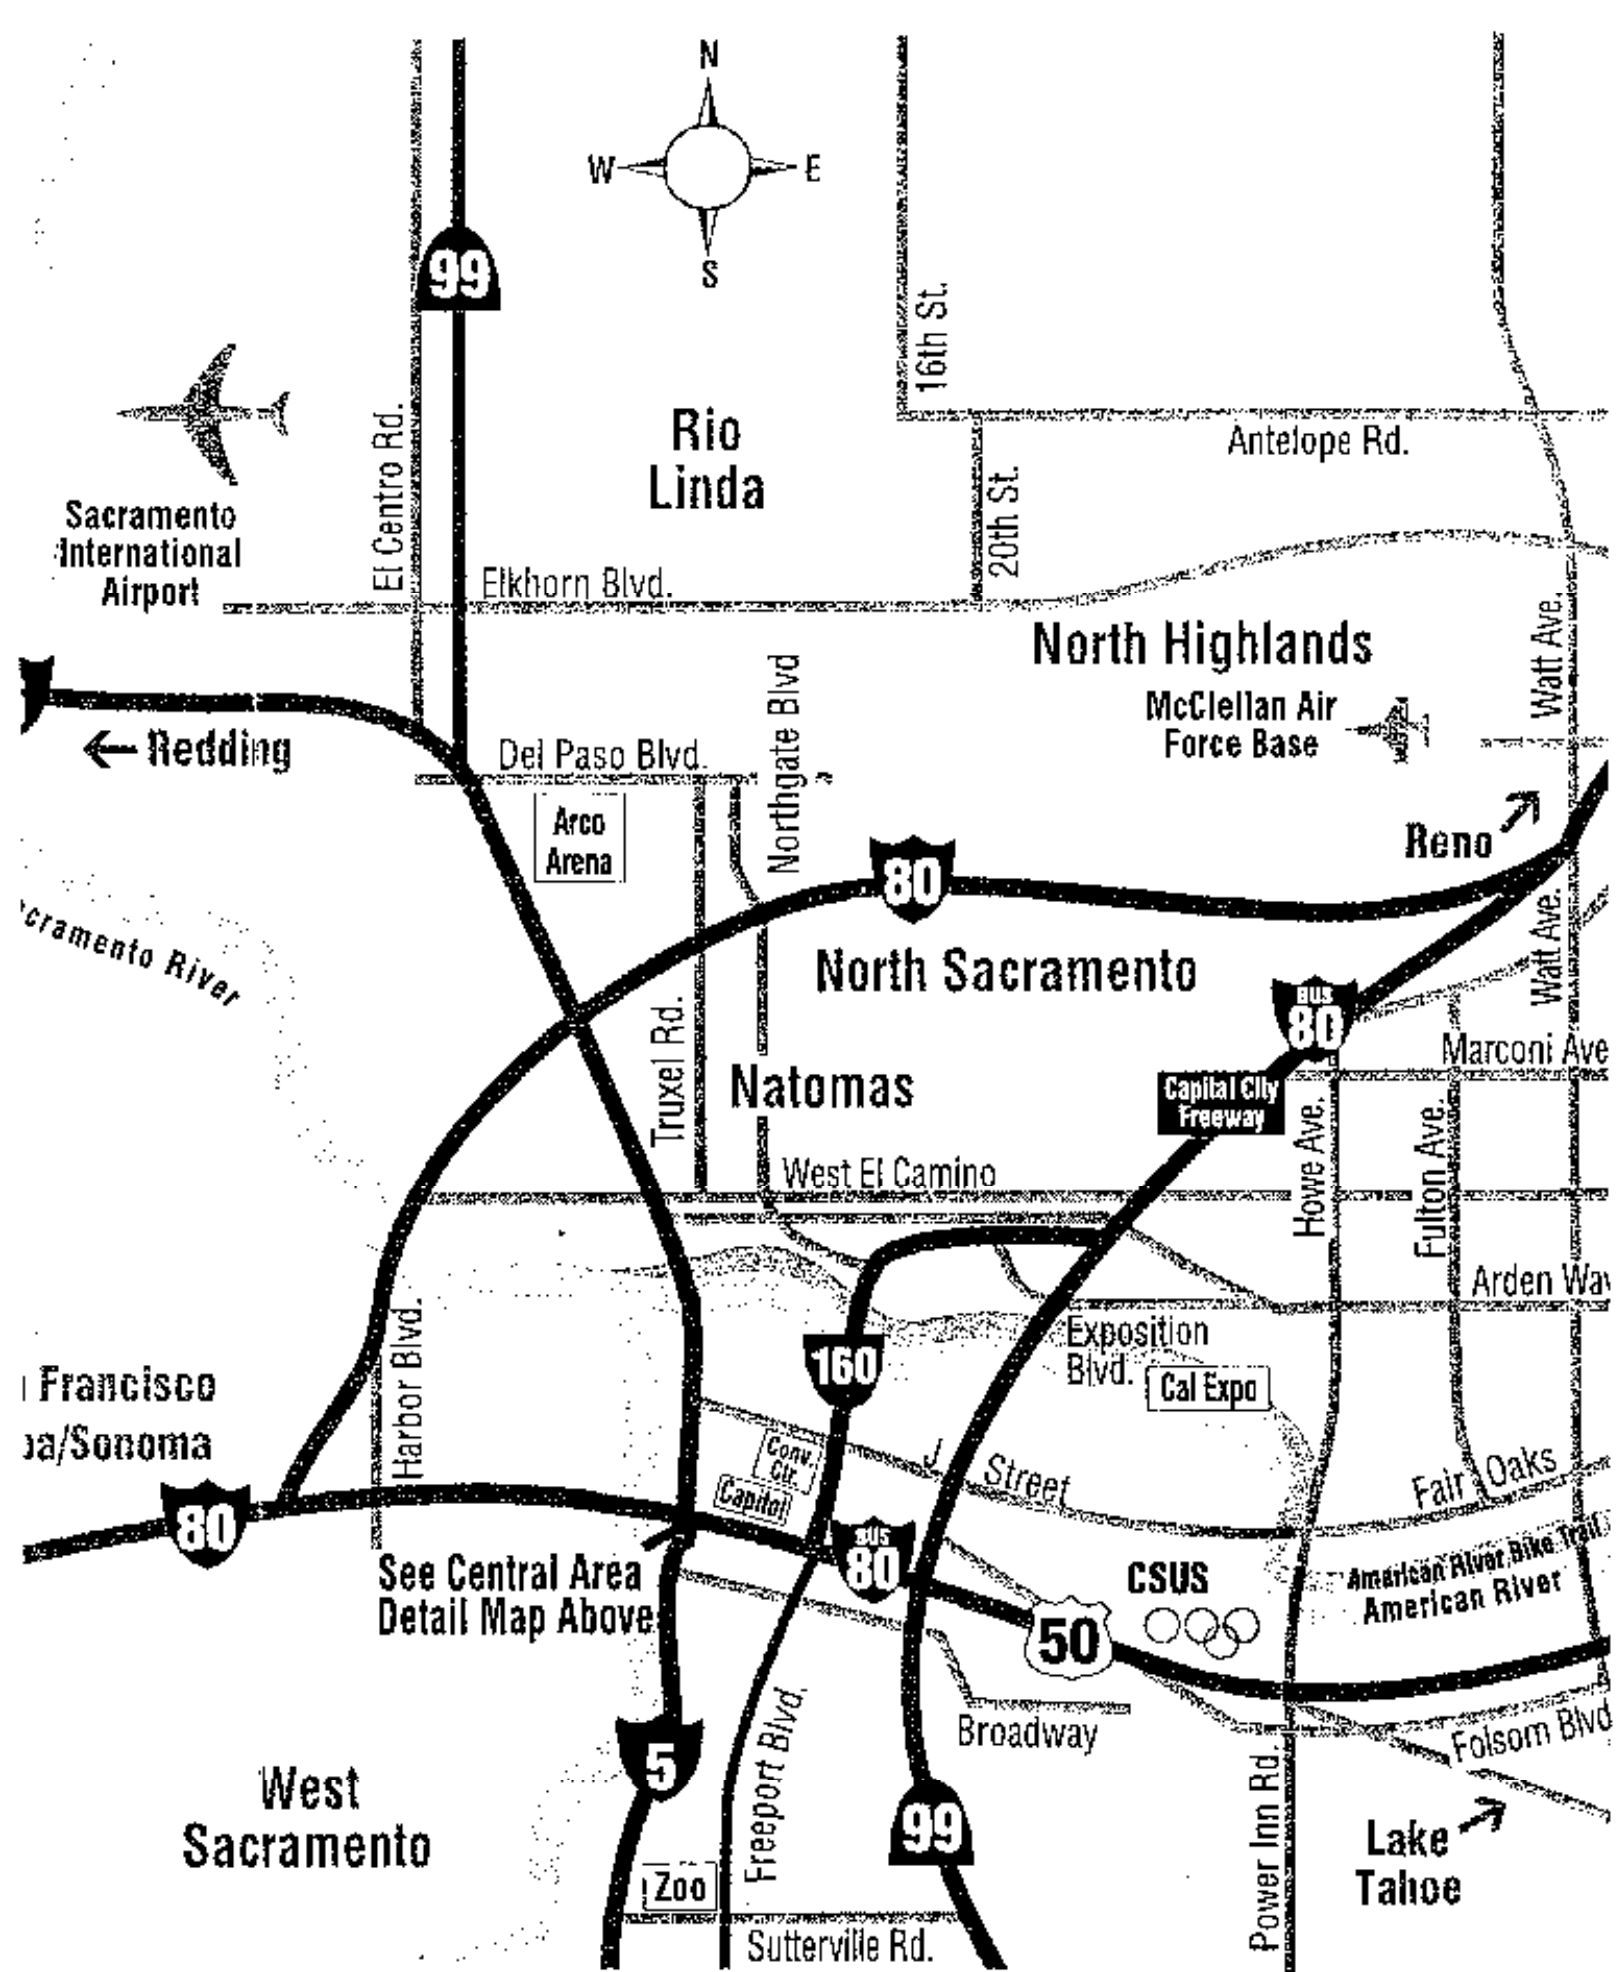 N
W
E
S
99
16th St.
El Centro Rd.
Rio
Linda
Antelope Rd.
20th St.
Sacramento
International
Airport
Elkhorn Blvd.
North Highlands
Watt Ave.
McClellan Air
Force Base
Northgate Blvd
← Redding
Del Paso Blvd.
Arco
Arena
Reno
80
River
North Sacramento
Watt Ave.
BUS
80
Truxel Rd.
Natomas
Marconi Ave
Capital City
Freeway
Howe Ave.
Fulton Ave.
West El Camino
Arden
Exposition
Blvd.
Cal Expo
160
Harbor Blvd.
Francisco
/Sonoma
J Street
Conv.
Ctr.
Capitol
Fair Oaks
80
BUS
80
See Central Area
Detail Map Above
CSUS
American River Bike Trail
American River
50
Freeport Blvd.
Broadway
Folsom Blvd
5
West
Sacramento
99
Power Inn Rd.
Lake
Tahoe
Zoo
Sutterville Rd.